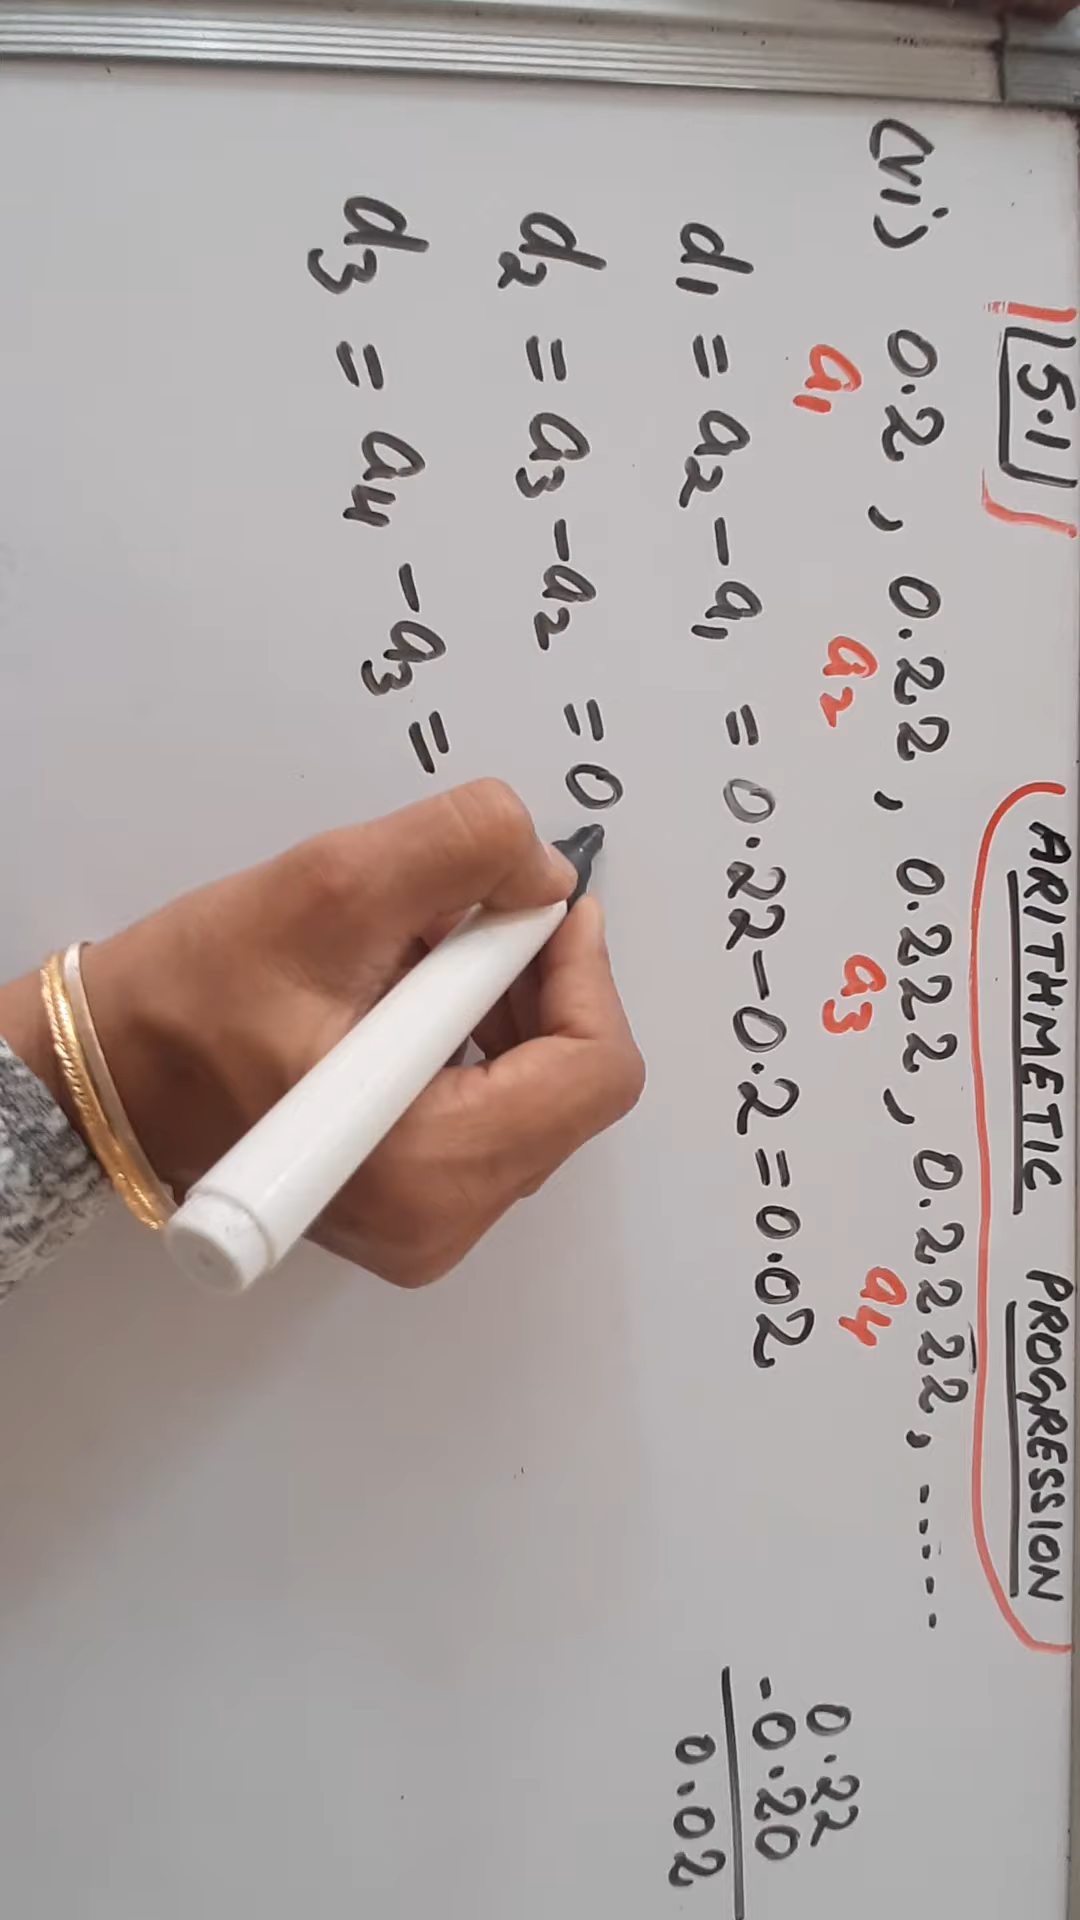 5.1 ARITHMETIC PROGRESSION
(vi) 0.2, 0.22, 0.222, 0.2222, -----
a1 a2 a3 a4
d1 = a2 - a1 = 0.22 - 0.2 = 0.02
d2 = a3 - a2 = 0.
d3 = a4 - a3 =
0.22
-0.20
0.02